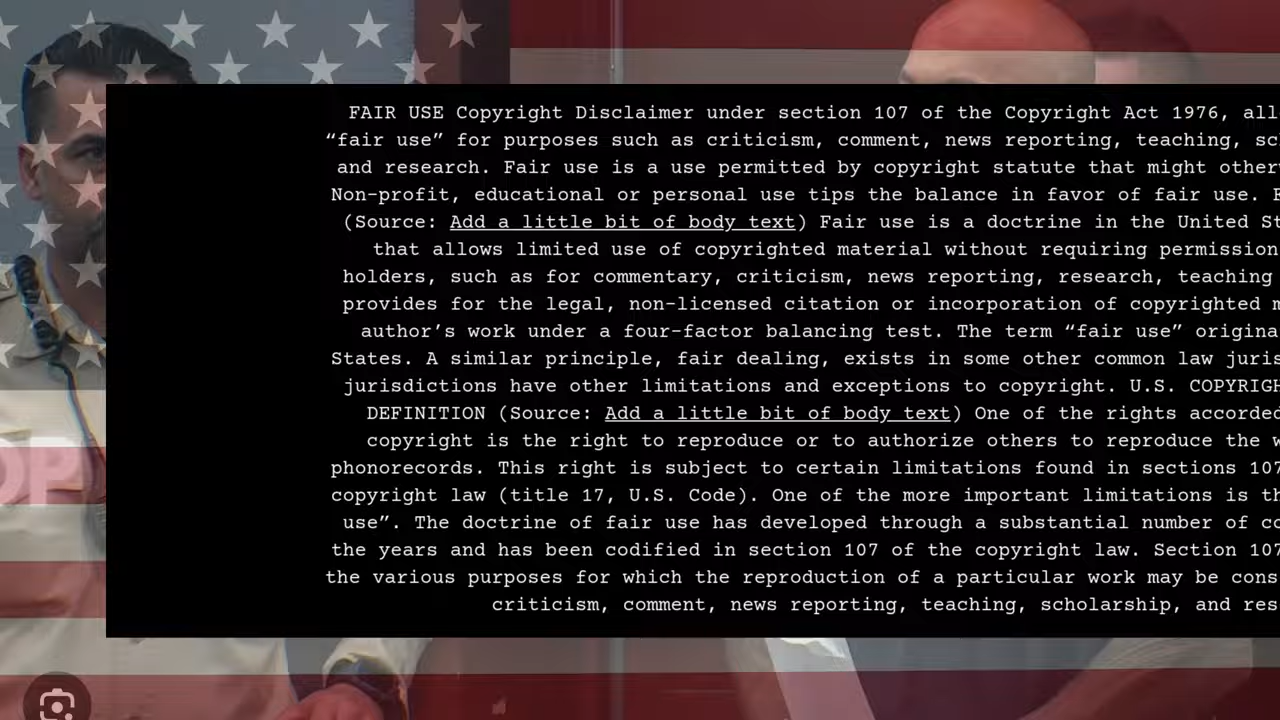 FAIR USE Copyright Disclaimer under section 107 of the Copyright Act 1976, all
“fair use” for purposes such as criticism, comment, news reporting, teaching,
and research. Fair use is a use permitted by copyright statute that might
Non-profit, educational or personal use tips the balance in favor of fair use.
(Source: Add a little bit of body text) Fair use is a doctrine in the United
that allows limited use of copyrighted material without requiring permission
holders, such as for commentary, criticism, news reporting, research, teaching
provides for the legal, non-licensed citation or incorporation of copyrighted
author’s work under a four-factor balancing test. The term “fair use”
States. A similar principle, fair dealing, exists in some other common law
jurisdictions have other limitations and exceptions to copyright. U.S.
DEFINITION (Source: Add a little bit of body text) One of the rights accorded
copyright is the right to reproduce or to authorize others to reproduce the
phonorecords. This right is subject to certain limitations found in sections 107
copyright law (title 17, U.S. Code). One of the more important limitations is
use”. The doctrine of fair use has developed through a substantial number of
the years and has been codified in section 107 of the copyright law. Section 107
the various purposes for which the reproduction of a particular work may be
criticism, comment, news reporting, teaching, scholarship, and
OP